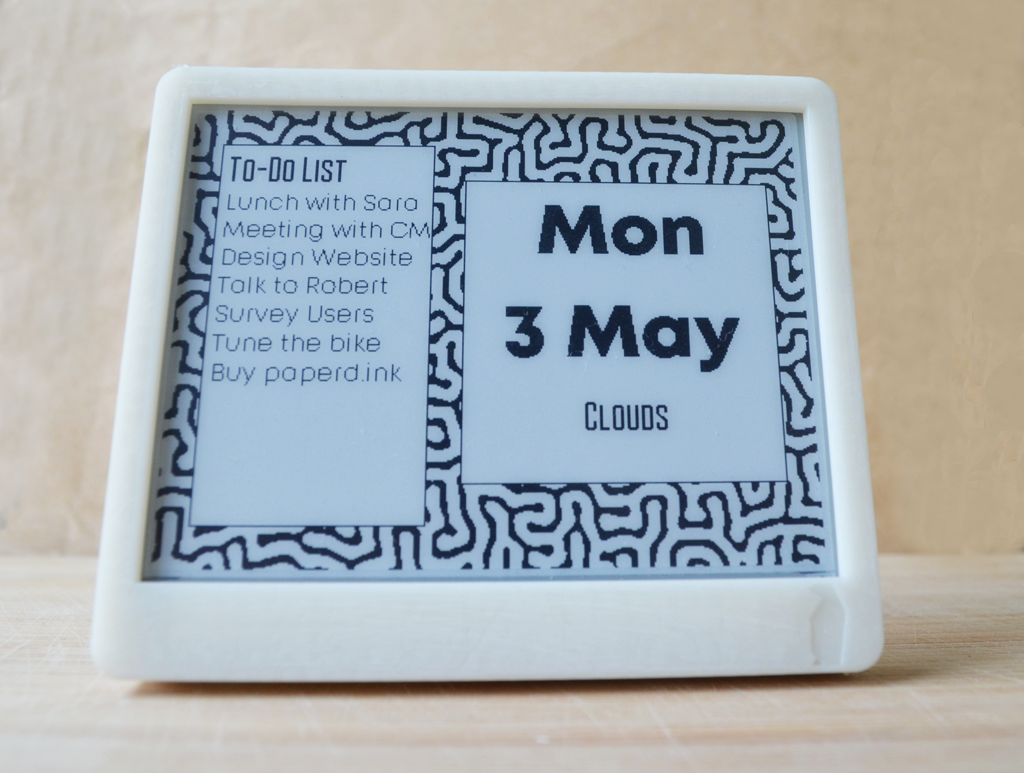 To-Do List
Lunch with Sara
Meeting with CM
Design Website
Talk to Robert
Survey Users
Tune the bike
Buy paperd.ink
Mon
3 May
Clouds